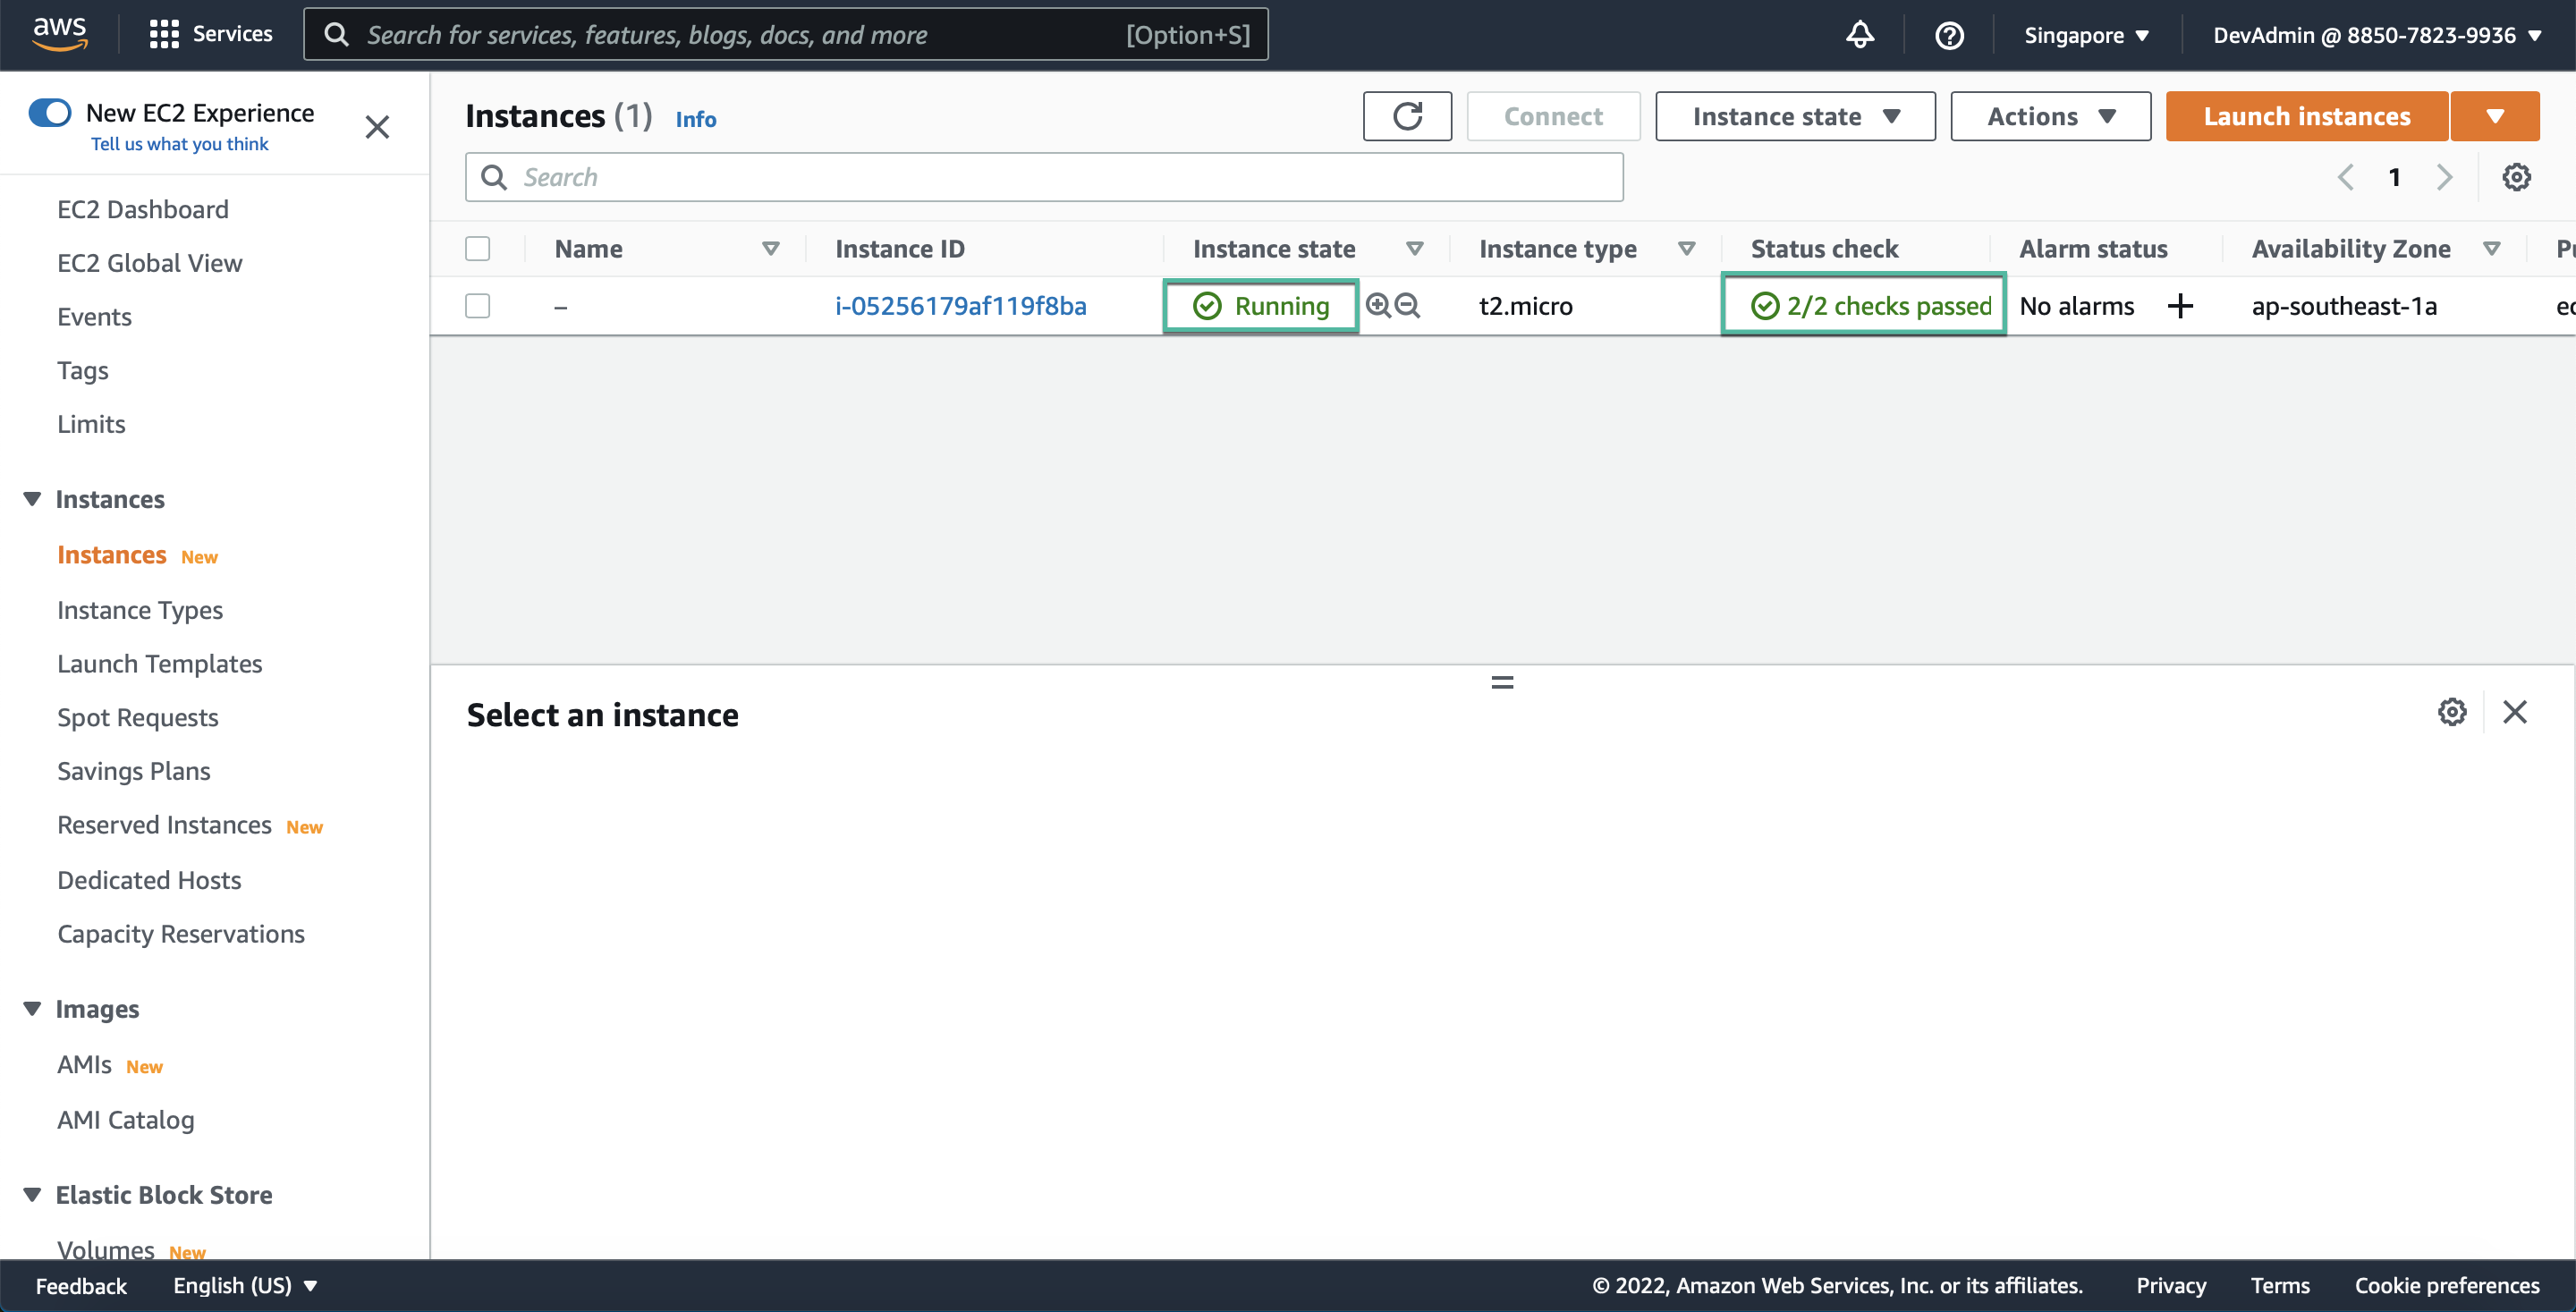 aws
Services
Search for services, features, blogs, docs, and more [Option+S]
Singapore
DevAdmin @ 8850-7823-9936
New EC2 Experience
Tell us what you think
EC2 Dashboard
EC2 Global View
Events
Tags
Limits
Instances
Instances New
Instance Types
Launch Templates
Spot Requests
Savings Plans
Reserved Instances New
Dedicated Hosts
Capacity Reservations
Images
AMIs New
AMI Catalog
Elastic Block Store
Volumes New
Instances (1) Info
Connect
Instance state
Actions
Launch instances
Search
1
Name Instance ID Instance state Instance type Status check Alarm status Availability Zone
– i-05256179af119f8ba Running t2.micro 2/2 checks passed No alarms + ap-southeast-1a
Select an instance
Feedback English (US) © 2022, Amazon Web Services, Inc. or its affiliates. Privacy Terms Cookie preferences